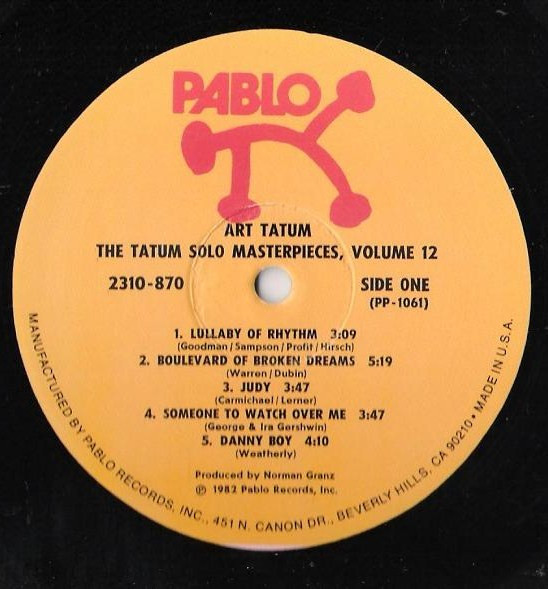 PABLO
ART TATUM
THE TATUM SOLO MASTERPIECES, VOLUME 12
2310-870
SIDE ONE
(PP-1061)
1. LULLABY OF RHYTHM 3:09
(Goodman/Sampson/Profit/Hirsch)
2. BOULEVARD OF BROKEN DREAMS 5:19
(Warren/Dubin)
3. JUDY 3:47
(Carmichael/Lerner)
4. SOMEONE TO WATCH OVER ME 3:47
(George & Ira Gershwin)
5. DANNY BOY 4:10
(Weatherly)
Produced by Norman Granz
℗ 1982 Pablo Records, Inc.
MANUFACTURED BY PABLO RECORDS, INC., 451 N. CANON DR., BEVERLY HILLS, CA 90210 • MADE IN U.S.A.